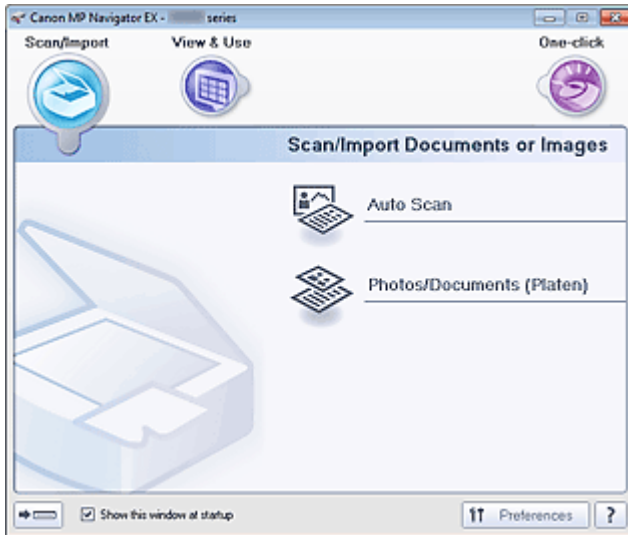 Canon MP Navigator EX - series
Scan/Import
View & Use
One-click
Scan/Import Documents or Images
Auto Scan
Photos/Documents (Platen)
Show this window at startup
Preferences
?